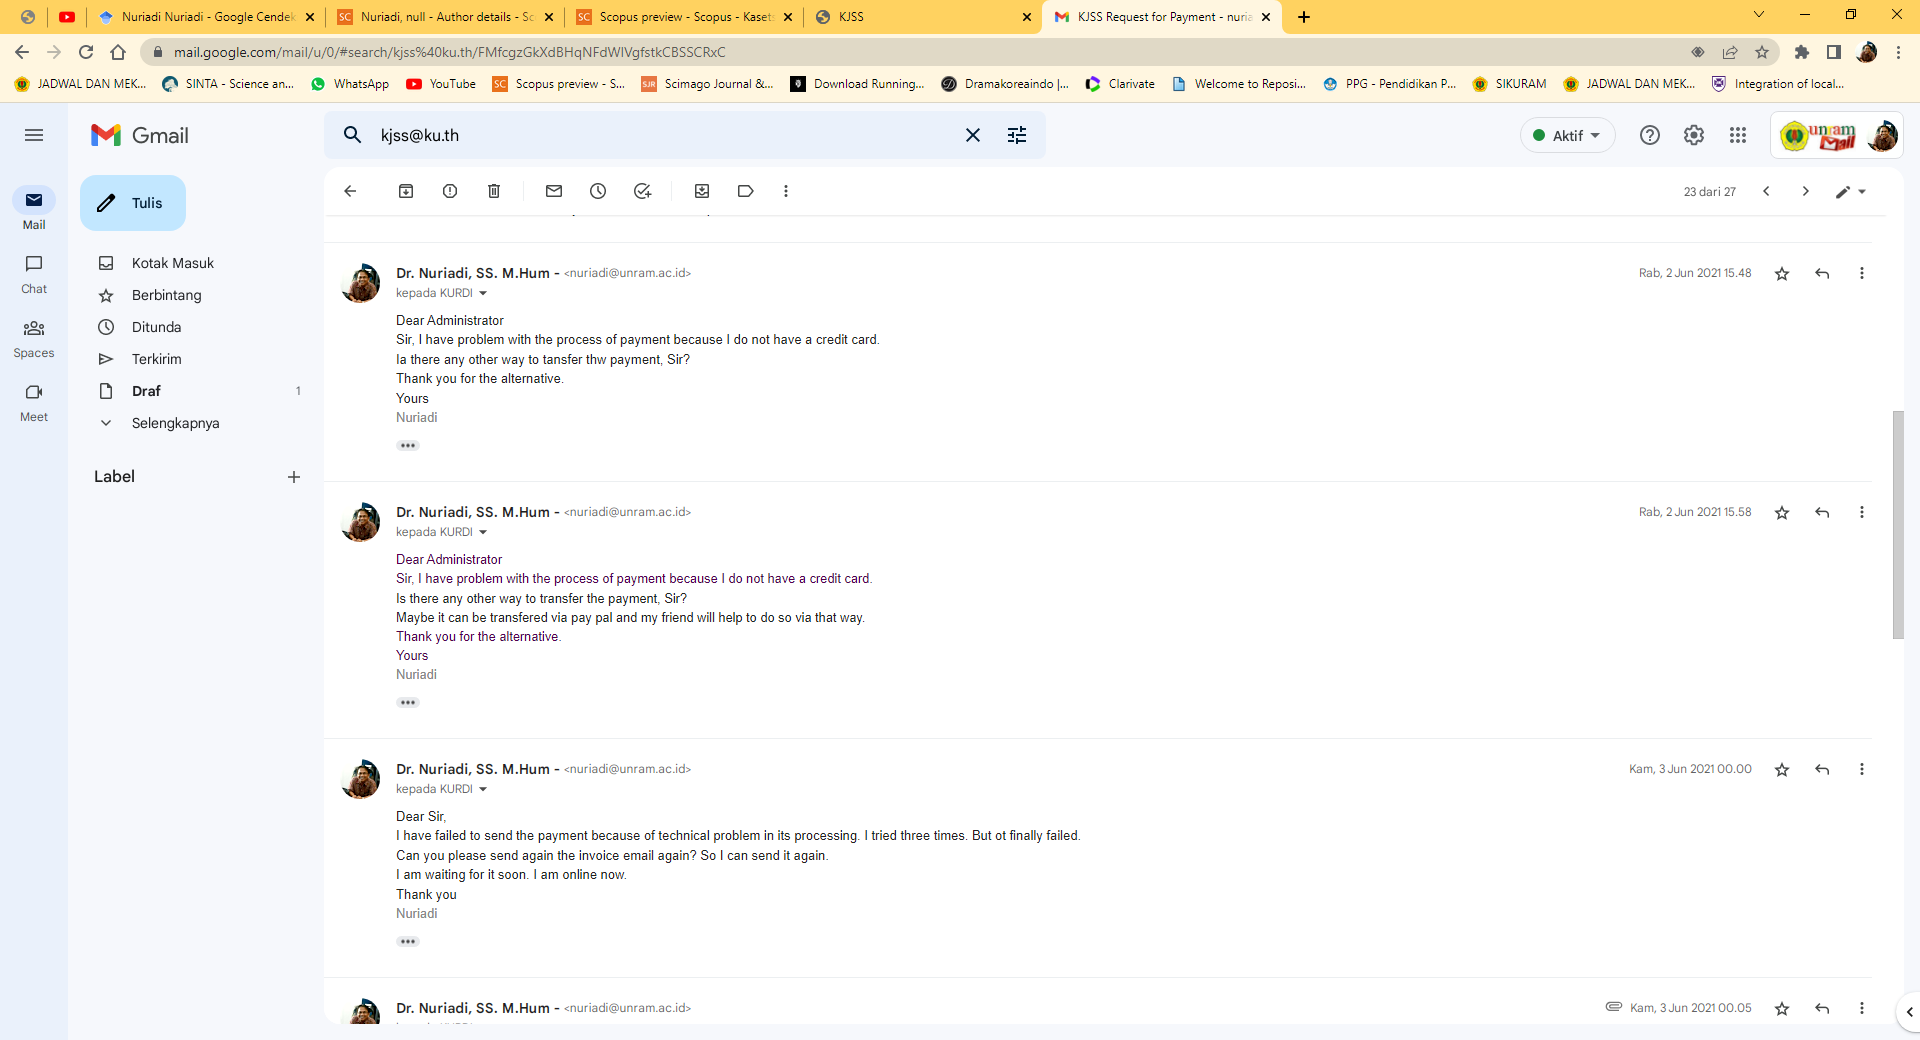 Nuriadi Nuriadi - Google Cendek
Nuriadi, null - Author details - Sc
Scopus preview - Scopus - Kaset
KJSS
KJSS Request for Payment - nuria
mail.google.com/mail/u/0/#search/kjss%40ku.th/FMfcgzGkXdBHqNFdWlVgfstkCBSSCRxC
JADWAL DAN MEK...
SINTA - Science an...
WhatsApp
YouTube
Scopus preview - S...
Scimago Journal &...
Download Running...
Dramakoreaindo |...
Clarivate
Welcome to Reposi...
PPG - Pendidikan P...
SIKURAM
JADWAL DAN MEK...
Integration of local...
Gmail
kjss@ku.th
Aktif
unram Mail
Tulis
23 dari 27
Mail
Chat
Spaces
Meet
Kotak Masuk
Berbintang
Ditunda
Terkirim
Draf 1
Selengkapnya
Label
Dr. Nuriadi, SS. M.Hum - <nuriadi@unram.ac.id>
Rab, 2 Jun 2021 15.48
kepada KURDI
Dear Administrator
Sir, I have problem with the process of payment because I do not have a credit card.
Ia there any other way to tansfer thw payment, Sir?
Thank you for the alternative.
Yours
Nuriadi
Dr. Nuriadi, SS. M.Hum - <nuriadi@unram.ac.id>
Rab, 2 Jun 2021 15.58
kepada KURDI
Dear Administrator
Sir, I have problem with the process of payment because I do not have a credit card.
Is there any other way to transfer the payment, Sir?
Maybe it can be transfered via pay pal and my friend will help to do so via that way.
Thank you for the alternative.
Yours
Nuriadi
Dr. Nuriadi, SS. M.Hum - <nuriadi@unram.ac.id>
Kam, 3 Jun 2021 00.00
kepada KURDI
Dear Sir,
I have failed to send the payment because of technical problem in its processing. I tried three times. But ot finally failed.
Can you please send again the invoice email again? So I can send it again.
I am waiting for it soon. I am online now.
Thank you
Nuriadi
Dr. Nuriadi, SS. M.Hum - <nuriadi@unram.ac.id>
Kam, 3 Jun 2021 00.05